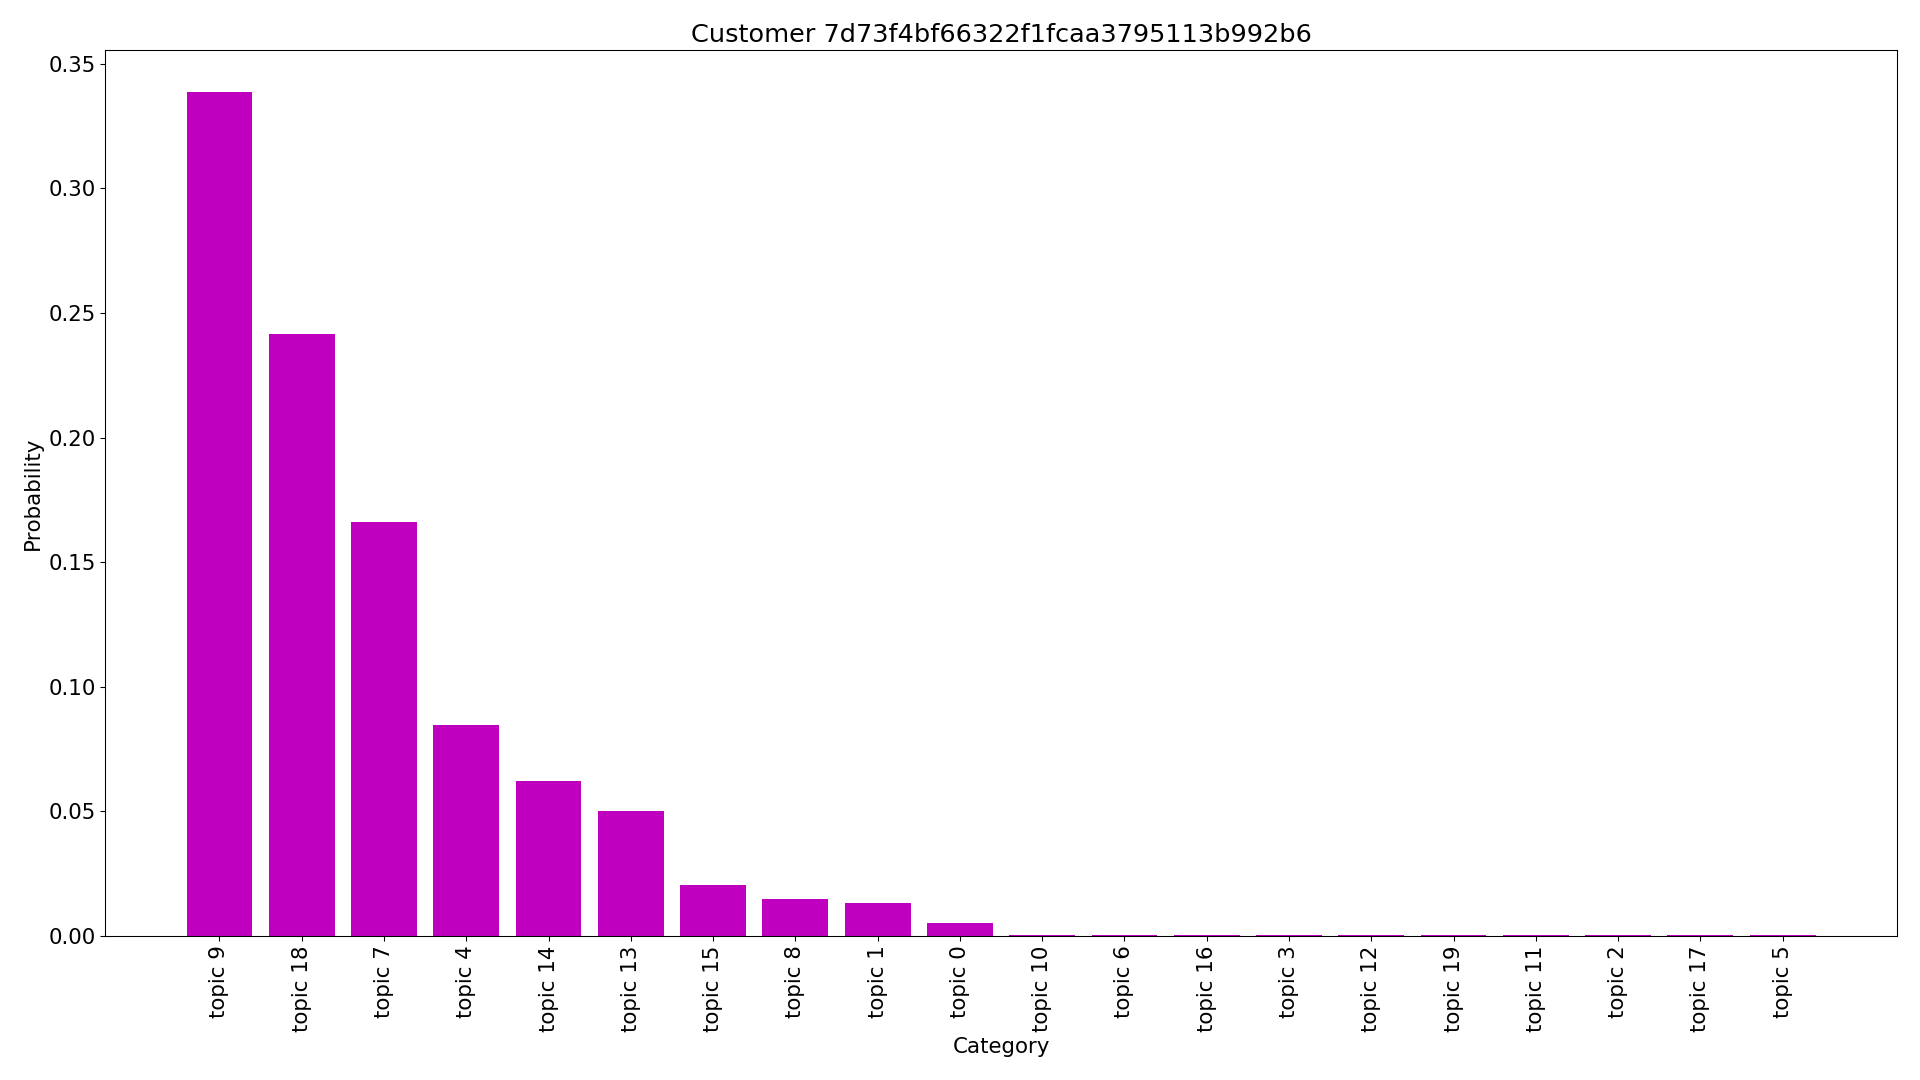 Customer 7d73f4bf66322f1fcaa3795113b992b6
0.35
0.30
0.25
0.20
0.15
0.10
0.05
0.00
Probability
topic 9
topic 18
topic 7
topic 4
topic 14
topic 13
topic 15
topic 8
topic 1
topic 0
topic 10
topic 6
topic 16
topic 3
topic 12
topic 19
topic 11
topic 2
topic 17
topic 5
Category